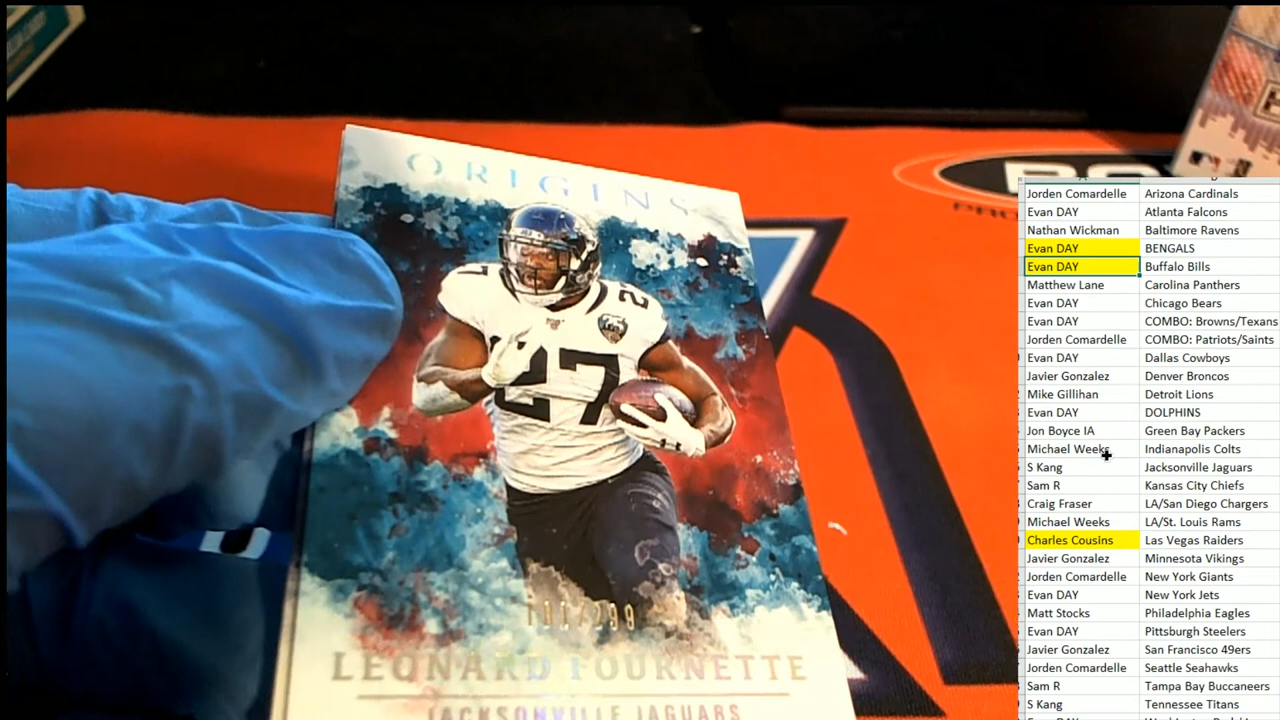 ORIGINS
27
27
/299
LEONARD FOURNETTE
JACKSONVILLE JAGUARS
Jorden Comardelle Arizona Cardinals
Evan DAY Atlanta Falcons
Nathan Wickman Baltimore Ravens
Evan DAY BENGALS
Evan DAY Buffalo Bills
Matthew Lane Carolina Panthers
Evan DAY Chicago Bears
Evan DAY COMBO: Browns/Texans
Jorden Comardelle COMBO: Patriots/Saints
Evan DAY Dallas Cowboys
Javier Gonzalez Denver Broncos
Mike Gillihan Detroit Lions
Evan DAY DOLPHINS
Jon Boyce IA Green Bay Packers
Michael Weeks Indianapolis Colts
S Kang Jacksonville Jaguars
Sam R Kansas City Chiefs
Craig Fraser LA/San Diego Chargers
Michael Weeks LA/St. Louis Rams
Charles Cousins Las Vegas Raiders
Javier Gonzalez Minnesota Vikings
Jorden Comardelle New York Giants
Evan DAY New York Jets
Matt Stocks Philadelphia Eagles
Evan DAY Pittsburgh Steelers
Javier Gonzalez San Francisco 49ers
Jorden Comardelle Seattle Seahawks
Sam R Tampa Bay Buccaneers
S Kang Tennessee Titans
Evan DAY